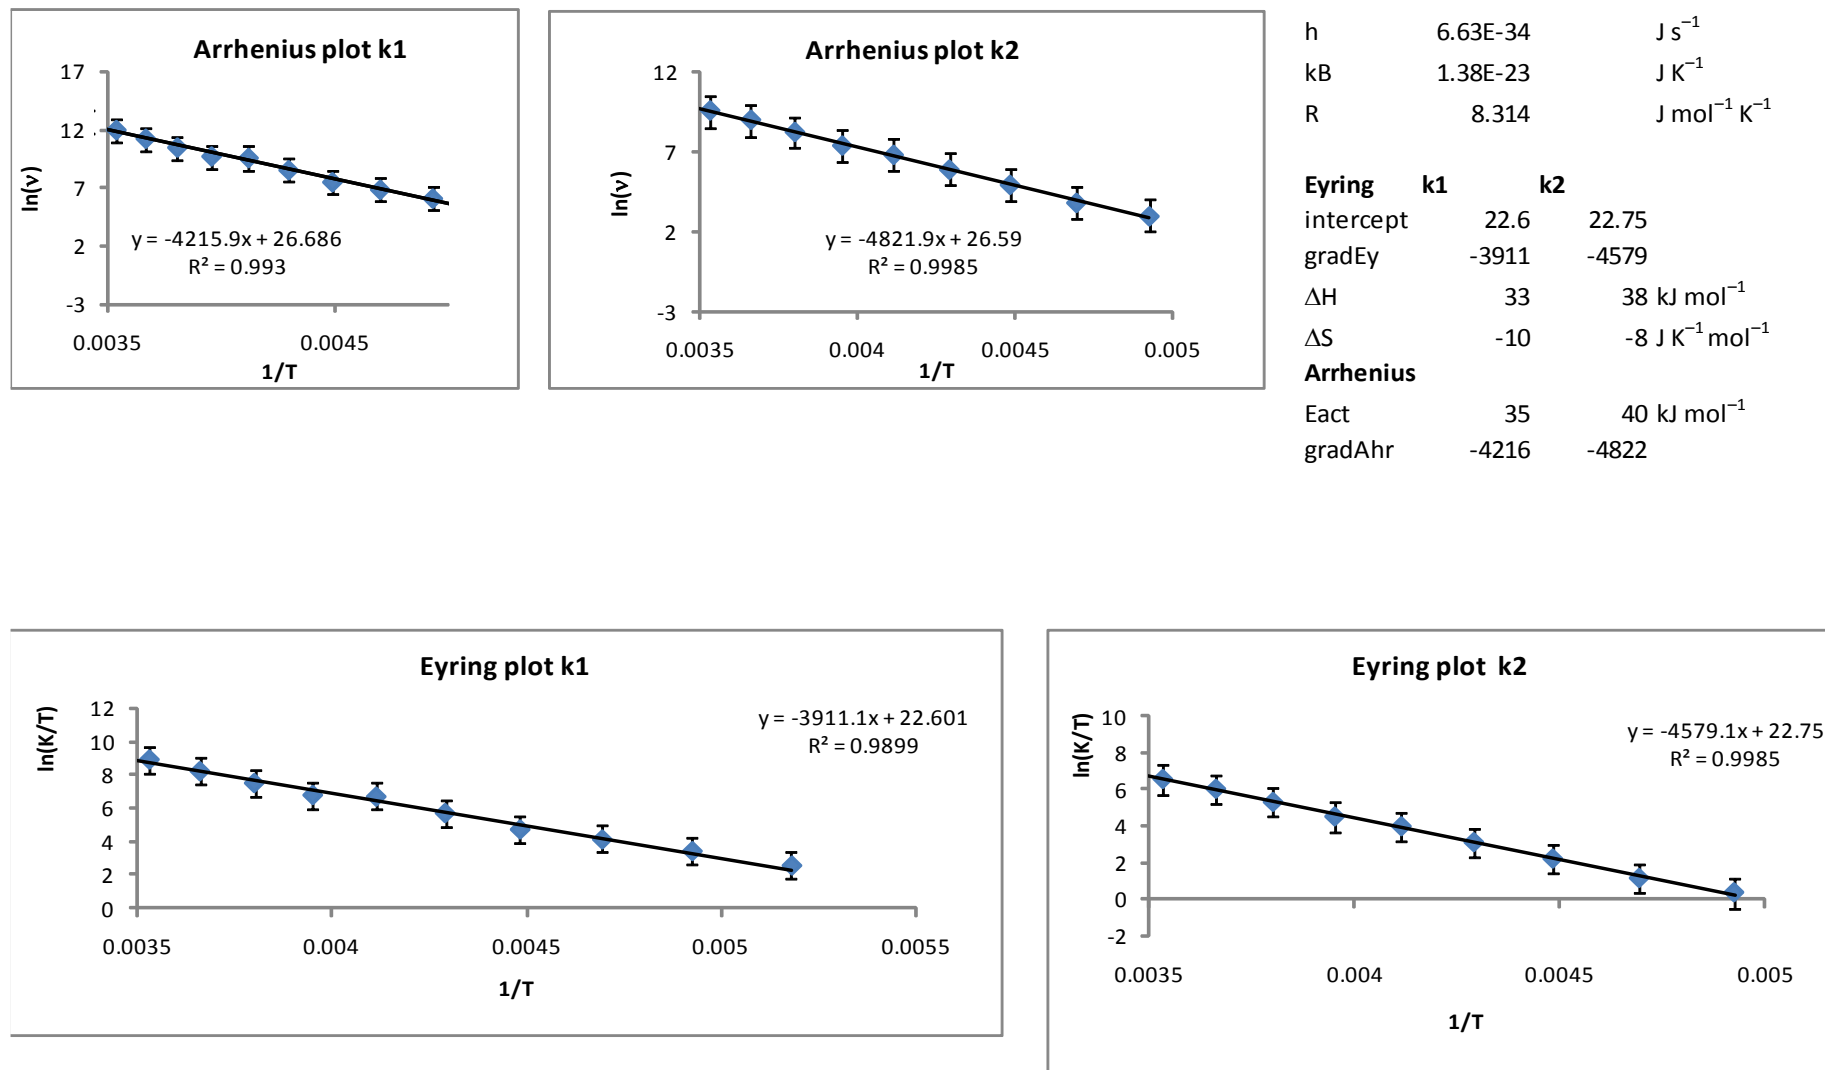 Arrhenius plot k1
17
12
7
2
-3
ln(ν)
y = -4215.9x + 26.686
R² = 0.993
0.0035 0.0045
1/T
Arrhenius plot k2
12
7
2
-3
ln(ν)
y = -4821.9x + 26.59
R² = 0.9985
0.0035 0.004 0.0045 0.005
1/T
h 6.63E-34 J s⁻¹
kB 1.38E-23 J K⁻¹
R 8.314 J mol⁻¹ K⁻¹
Eyring k1 k2
intercept 22.6 22.75
gradEy -3911 -4579
ΔH 33 38 kJ mol⁻¹
ΔS -10 -8 J K⁻¹ mol⁻¹
Arrhenius
Eact 35 40 kJ mol⁻¹
gradAhr -4216 -4822
Eyring plot k1
12
10
8
6
4
2
0
ln(K/T)
y = -3911.1x + 22.601
R² = 0.9899
0.0035 0.004 0.0045 0.005 0.0055
1/T
Eyring plot k2
10
8
6
4
2
0
-2
ln(K/T)
y = -4579.1x + 22.75
R² = 0.9985
0.0035 0.004 0.0045 0.005
1/T